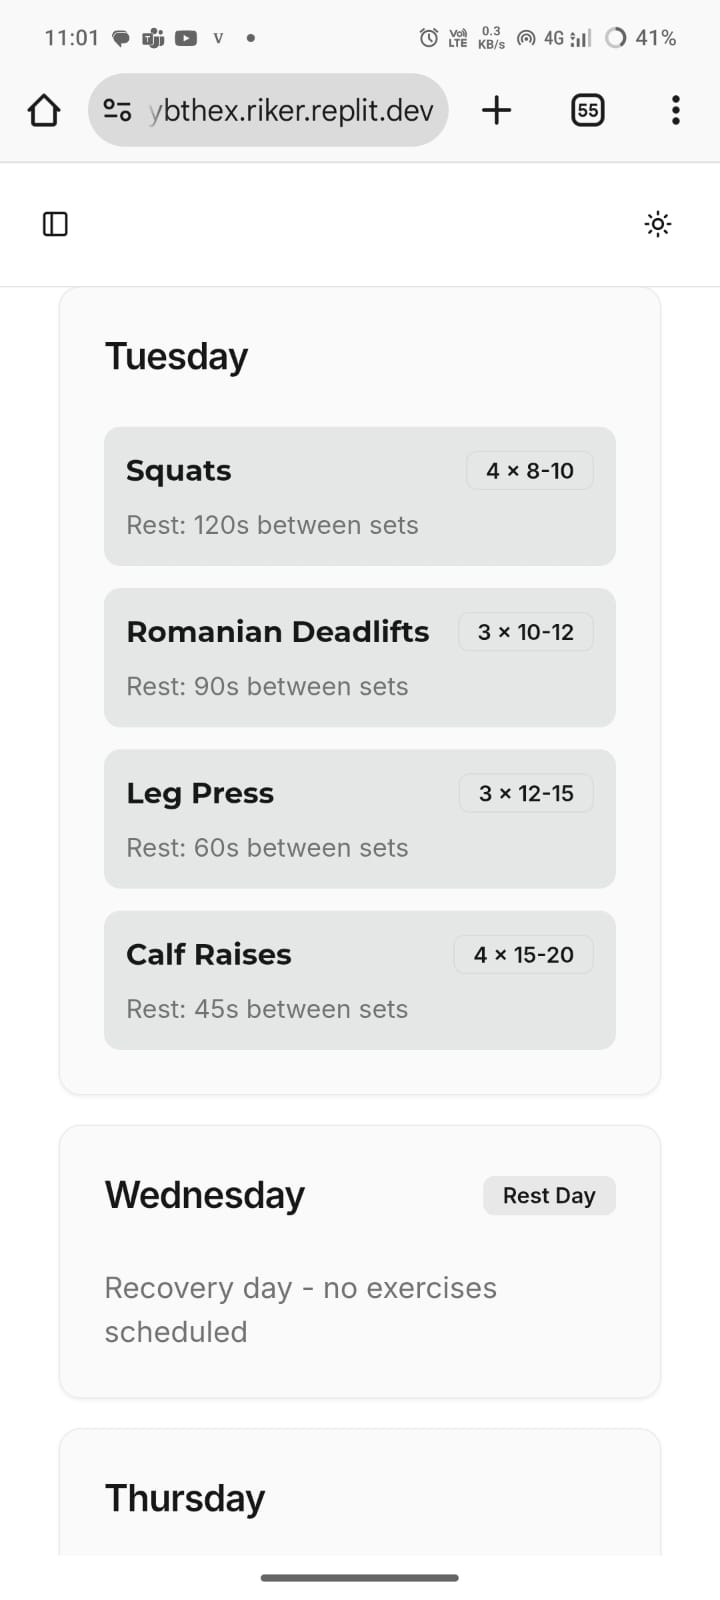 11:01
V
Vo)) LTE
0.3 KB/s
4G
41%
ybthex.riker.replit.dev
55
Tuesday
Squats
4 × 8-10
Rest: 120s between sets
Romanian Deadlifts
3 × 10-12
Rest: 90s between sets
Leg Press
3 × 12-15
Rest: 60s between sets
Calf Raises
4 × 15-20
Rest: 45s between sets
Wednesday
Rest Day
Recovery day - no exercises
scheduled
Thursday